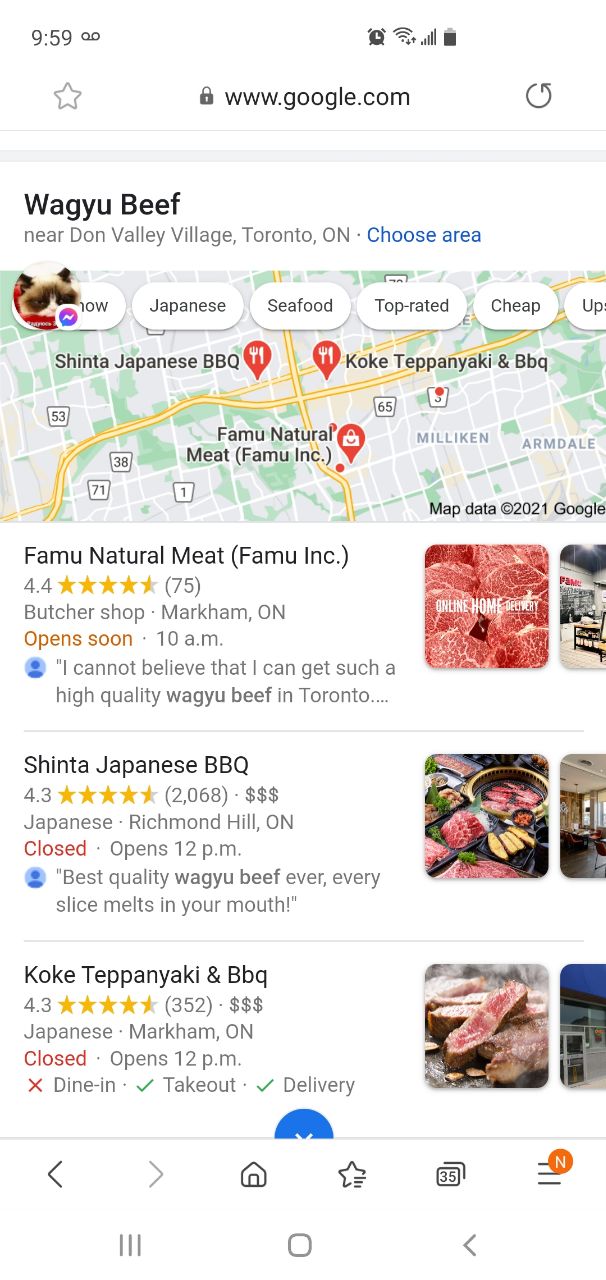 9:59
www.google.com
Wagyu Beef
near Don Valley Village, Toronto, ON · Choose area
now
Japanese
Seafood
Top-rated
Cheap
Ups
Shinta Japanese BBQ
Koke Teppanyaki & Bbq
53
65
3
Famu Natural
Meat (Famu Inc.)
MILLIKEN
ARMDALE
38
71
1
Map data ©2021 Google
Famu Natural Meat (Famu Inc.)
4.4 (75)
Butcher shop · Markham, ON
Opens soon · 10 a.m.
"I cannot believe that I can get such a
high quality wagyu beef in Toronto....
ONLINE HOME DELIVERY
Shinta Japanese BBQ
4.3 (2,068) · $$$
Japanese · Richmond Hill, ON
Closed · Opens 12 p.m.
"Best quality wagyu beef ever, every
slice melts in your mouth!"
Koke Teppanyaki & Bbq
4.3 (352) · $$$
Japanese · Markham, ON
Closed · Opens 12 p.m.
Dine-in · Takeout · Delivery
35
N